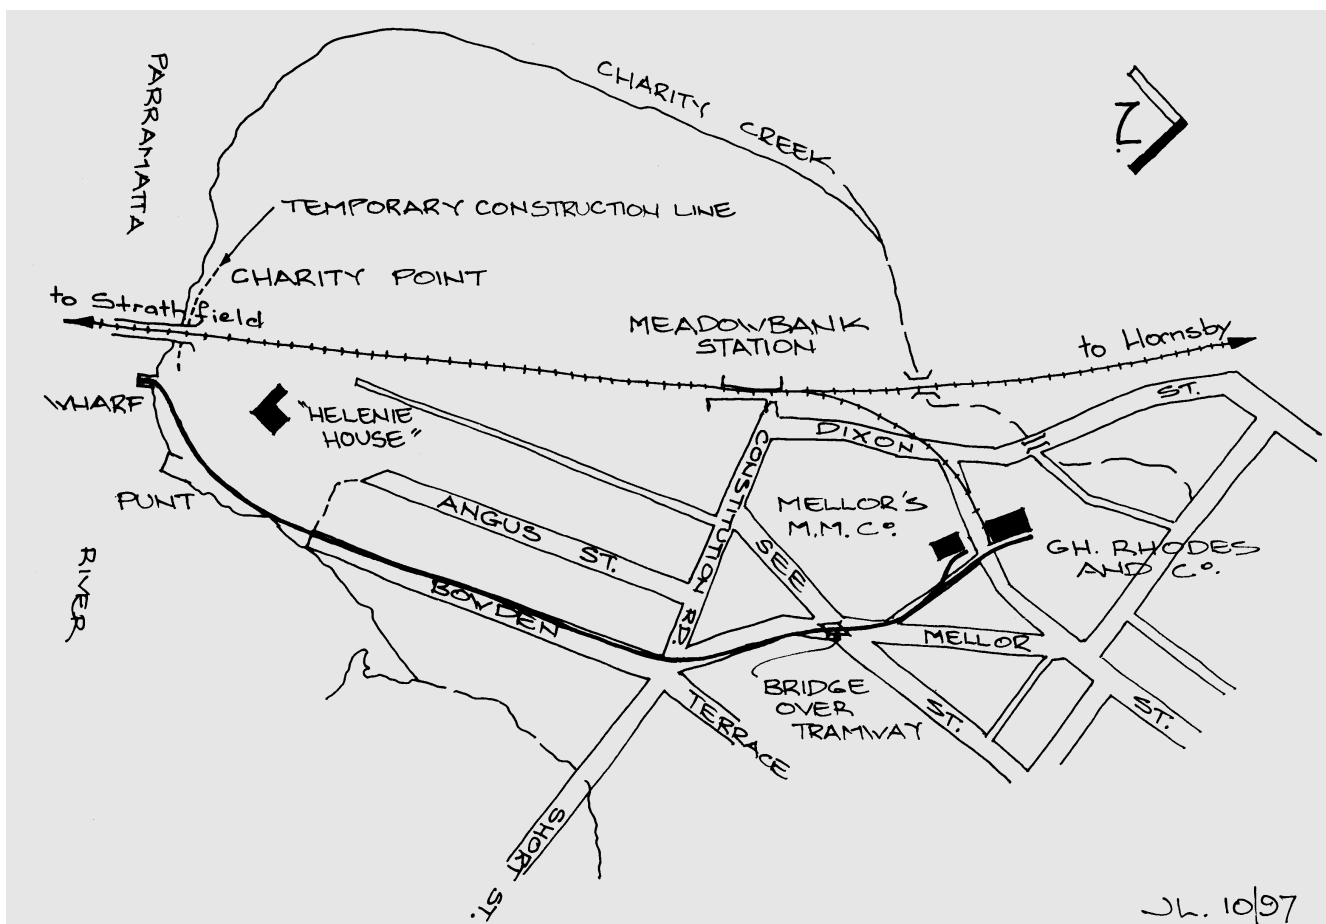 PARRAMATTA
CHARITY
CREEK
TEMPORARY CONSTRUCTION LINE
CHARITY POINT
to Strathfield
MEADOWBANK
STATION
to Hornsby
WHARF
"HELENIE
HOUSE"
PUNT
DIXON
ST.
CONSTITUTION RD.
MELLOR'S
M.M. Co.
SEE
ST.
GH. RHODES
AND Co.
ANGUS ST.
RIVER
BOWDEN
MELLOR
ST.
BRIDGE
OVER
TRAMWAY
TERRACE
SHORT
ST.
JL. 10/97